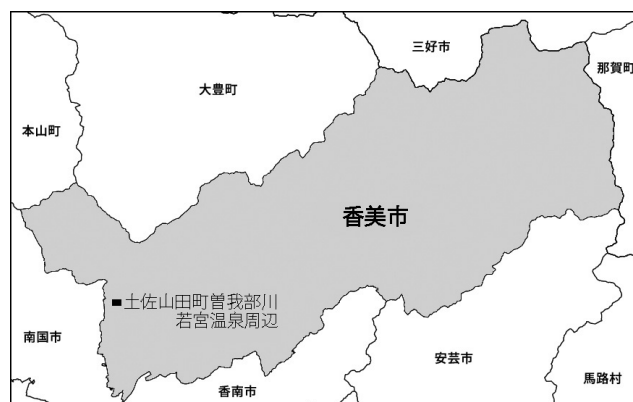 三好市
那賀町
大豊町
本山町
香美市
土佐山田町曽我部川
若宮温泉周辺
南国市
安芸市
馬路村
香南市